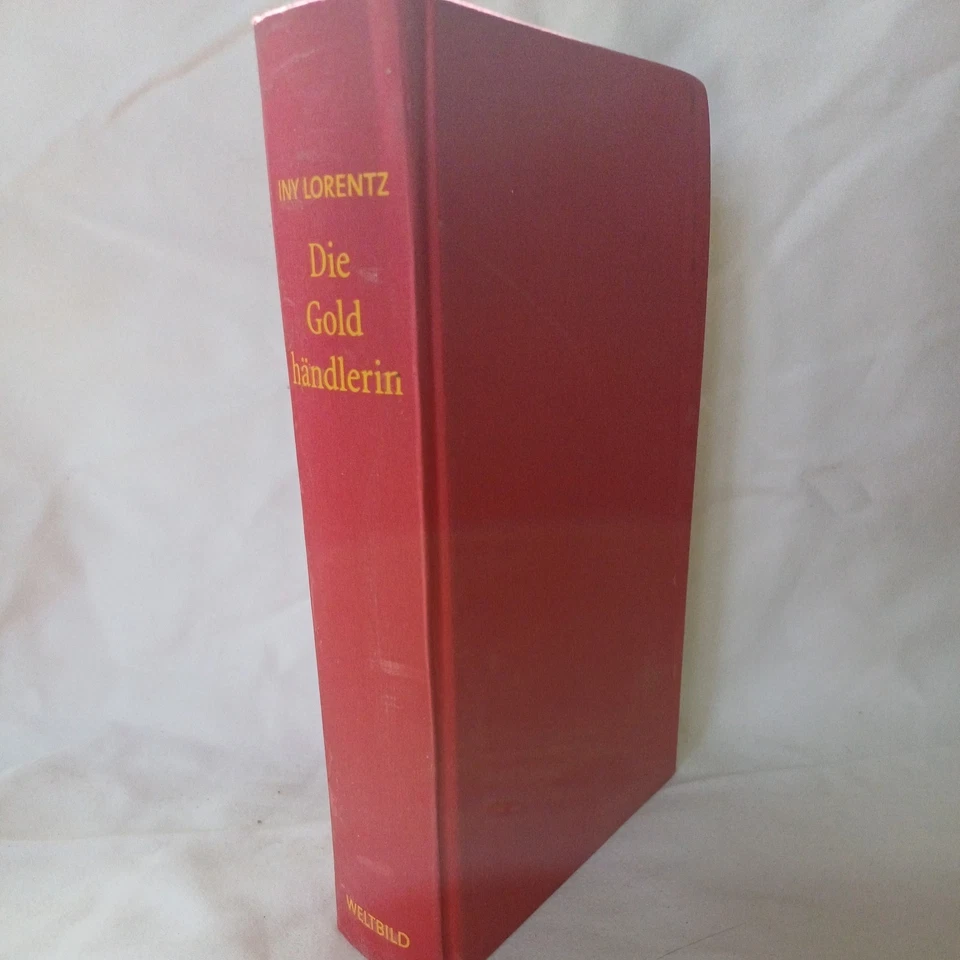 INY LORENTZ
Die
Gold
händlerin
WELTBILD